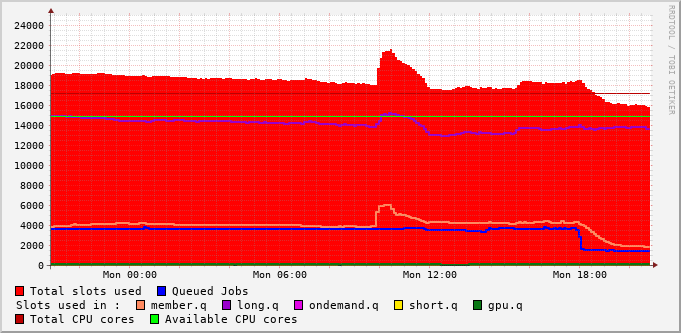 24000
22000
20000
18000
16000
14000
12000
10000
8000
6000
4000
2000
0
Mon 00:00 Mon 06:00 Mon 12:00 Mon 18:00
RRDTOOL / TOBI OETIKER
Total slots used Queued Jobs
Slots used in : member.q long.q ondemand.q short.q gpu.q
Total CPU cores Available CPU cores